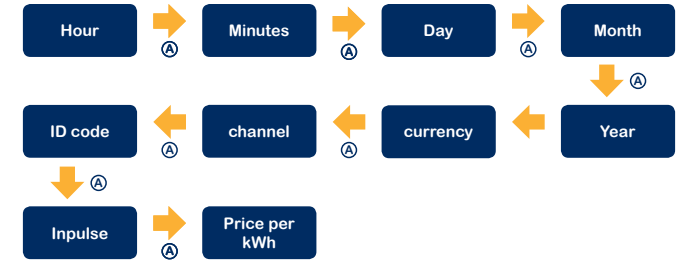 Hour
A
Minutes
A
Day
A
Month
A
Year
currency
A
channel
A
ID code
A
Inpulse
A
Price per
kWh